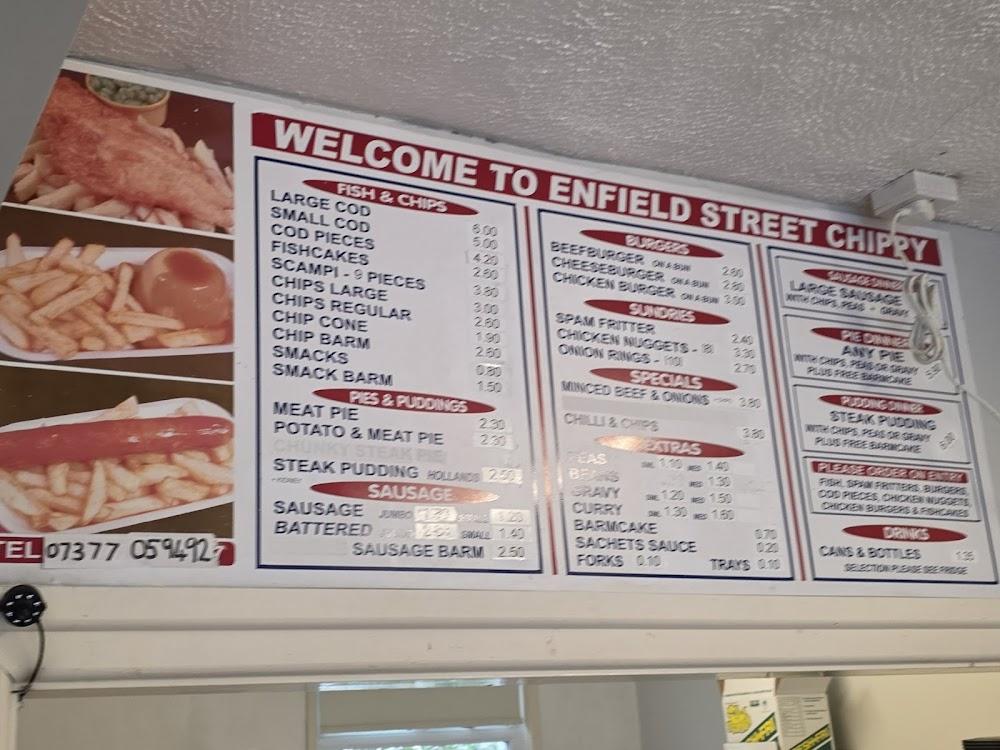 WELCOME TO ENFIELD STREET CHIPPY
FISH & CHIPS
LARGE COD 6.00
SMALL COD 5.00
COD PIECES 4.20
FISHCAKES 2.60
SCAMPI - 9 PIECES 3.80
CHIPS LARGE 3.00
CHIPS REGULAR 2.60
CHIP CONE 1.90
CHIP BARM 2.60
SMACKS 0.80
SMACK BARM 1.50
PIES & PUDDINGS
MEAT PIE 2.30
POTATO & MEAT PIE 2.30
CHUNKY STEAK PIE
STEAK PUDDING HOLLANDS 2.50
+ KIDNEY
SAUSAGE
SAUSAGE JUMBO 1.20
BATTERED SMALL 1.40
SAUSAGE BARM 2.50
BURGERS
BEEFBURGER ON A BUN 2.60
CHEESEBURGER ON A BUN 2.80
CHICKEN BURGER ON A BUN 3.00
SUNDRIES
SPAM FRITTER 2.40
CHICKEN NUGGETS - (8) 3.30
ONION RINGS - (10) 2.70
SPECIALS
MINCED BEEF & ONIONS 3.80
CHILLI & CHIPS 3.80
EXTRAS
PEAS SML 1.10 MED 1.40
BEANS MED 1.30
GRAVY SML 1.20 MED 1.50
CURRY SML 1.30 MED 1.60
BARMCAKE 0.70
SACHETS SAUCE 0.20
FORKS 0.10 TRAYS 0.10
SAUSAGE DINNER
LARGE SAUSAGE
WITH CHIPS, PEAS + GRAVY
PIE DINNER
ANY PIE
WITH CHIPS, PEAS OR GRAVY
PLUS FREE BARMCAKE
PUDDING DINNER
STEAK PUDDING
WITH CHIPS, PEAS OR GRAVY
PLUS FREE BARMCAKE
PLEASE ORDER ON ENTRY
FISH, SPAM FRITTERS, BURGERS,
COD PIECES, CHICKEN NUGGETS,
CHICKEN BURGERS & FISHCAKES
DRINKS
CANS & BOTTLES 1.35
SELECTION PLEASE SEE FRIDGE
TEL 07377 059492